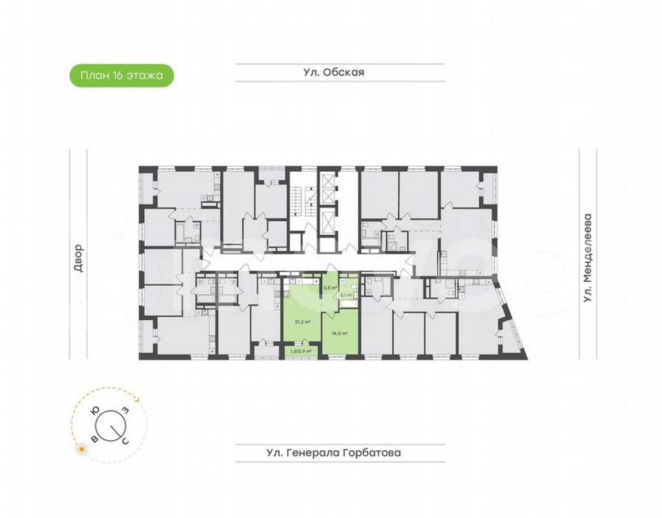 Ул. Обская
План 16 этажа
Двор
Ул. Менделеева
21,2 м²
14,0 м²
Ю
З
В
С
Ул. Генерала Горбатова